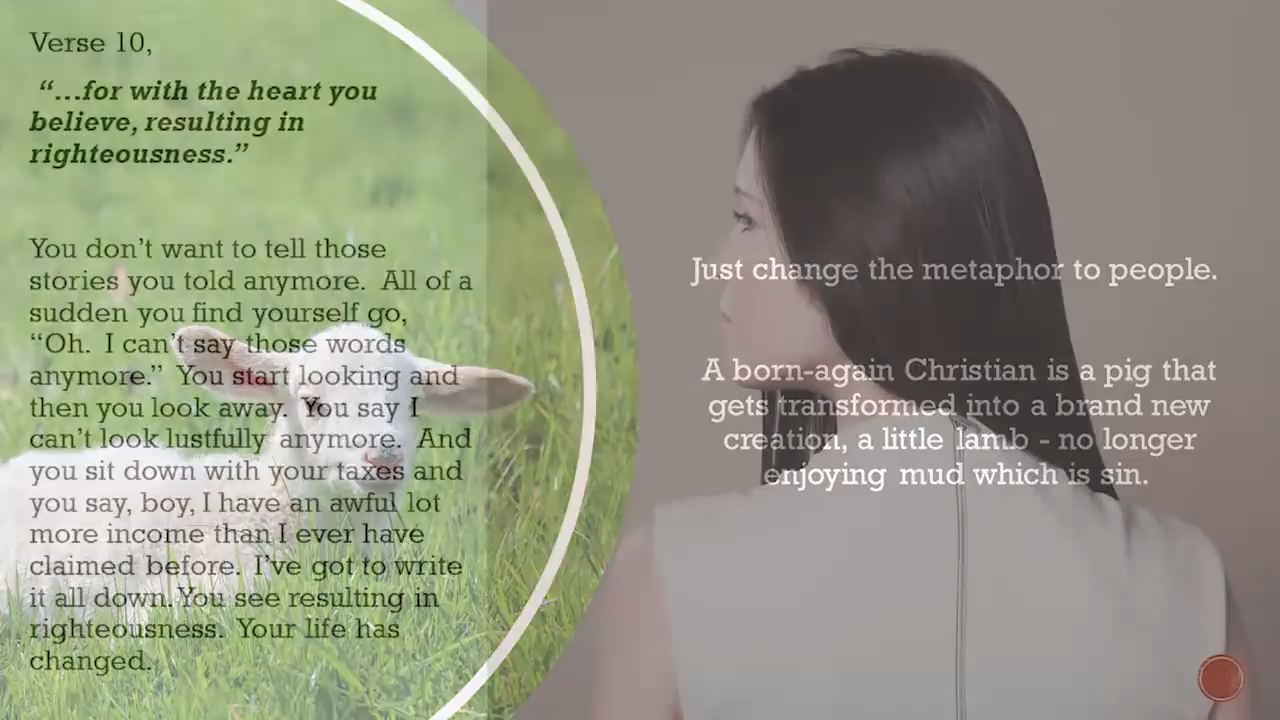 Verse 10,
“…for with the heart you
believe, resulting in
righteousness.”
You don’t want to tell those
stories you told anymore. All of a
sudden you find yourself go,
“Oh. I can’t say those words
anymore.” You start looking and
then you look away. You say I
can’t look lustfully anymore. And
you sit down with your taxes and
you say, boy, I have an awful lot
more income than I ever have
claimed before. I’ve got to write
it all down. You see resulting in
righteousness. Your life has
changed.
Just change the metaphor to people.
A born-again Christian is a pig that
gets transformed into a brand new
creation, a little lamb - no longer
enjoying mud which is sin.